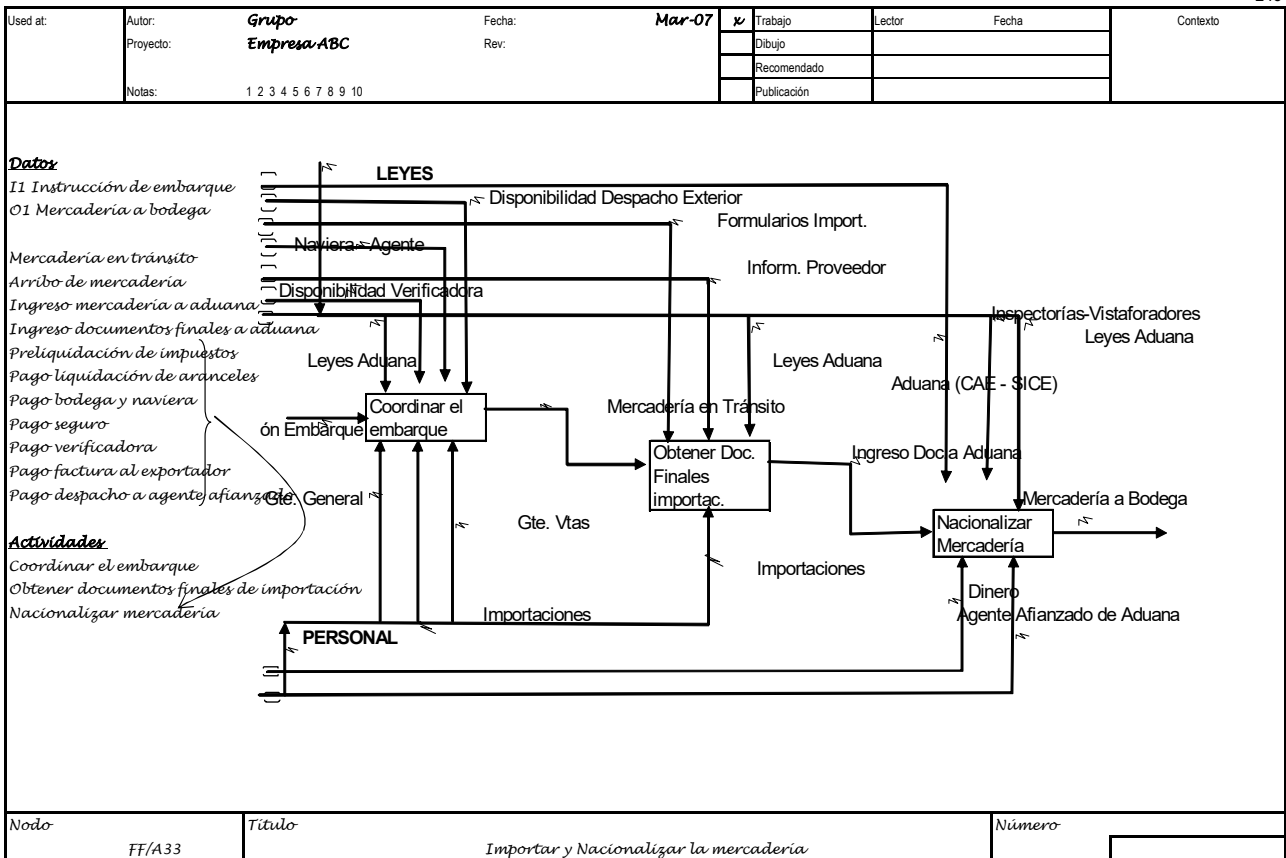 Used at: Autor: Grupo Fecha: Mar-07 x Trabajo Lector Fecha Contexto
Proyecto: Empresa ABC Rev: Dibujo
Recomendado
Notas: 1 2 3 4 5 6 7 8 9 10 Publicación
Datos
I1 Instrucción de embarque
O1 Mercadería a bodega
Mercadería en tránsito
Arribo de mercadería
Ingreso mercadería a aduana
Ingreso documentos finales a aduana
Preliquidación de impuestos
Pago liquidación de aranceles
Pago bodega y naviera
Pago seguro
Pago verificadora
Pago factura al exportador
Pago despacho a agente afianzado
Actividades
Coordinar el embarque
Obtener documentos finales de importación
Nacionalizar mercadería
LEYES
Disponibilidad Despacho Exterior
Formularios Import.
Naviera - Agente
Inform. Proveedor
Disponibilidad Verificadora
Inspectorías-Vistaforadores
Leyes Aduana
Leyes Aduana
Leyes Aduana
Aduana (CAE - SICE)
Coordinar el
embarque
ón Embarque
Mercadería en Tránsito
Obtener Doc.
Finales
importac.
Ingreso Doc a Aduana
Gte. General
Gte. Vtas
Mercadería a Bodega
Nacionalizar
Mercadería
Importaciones
Dinero
Agente Afianzado de Aduana
Importaciones
PERSONAL
Nodo Título Número
FF/A33 Importar y Nacionalizar la mercadería